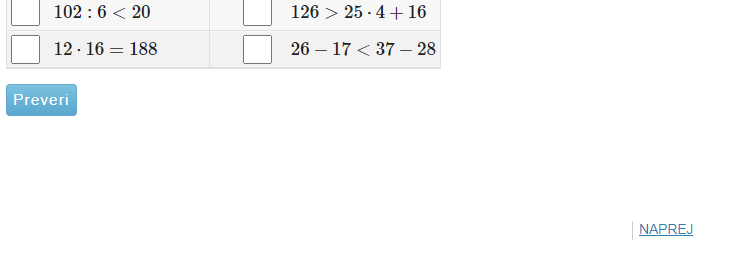 102 : 6 < 20 126 > 25 · 4 + 16
12 · 16 = 188 26 − 17 < 37 − 28
Preveri
NAPREJ